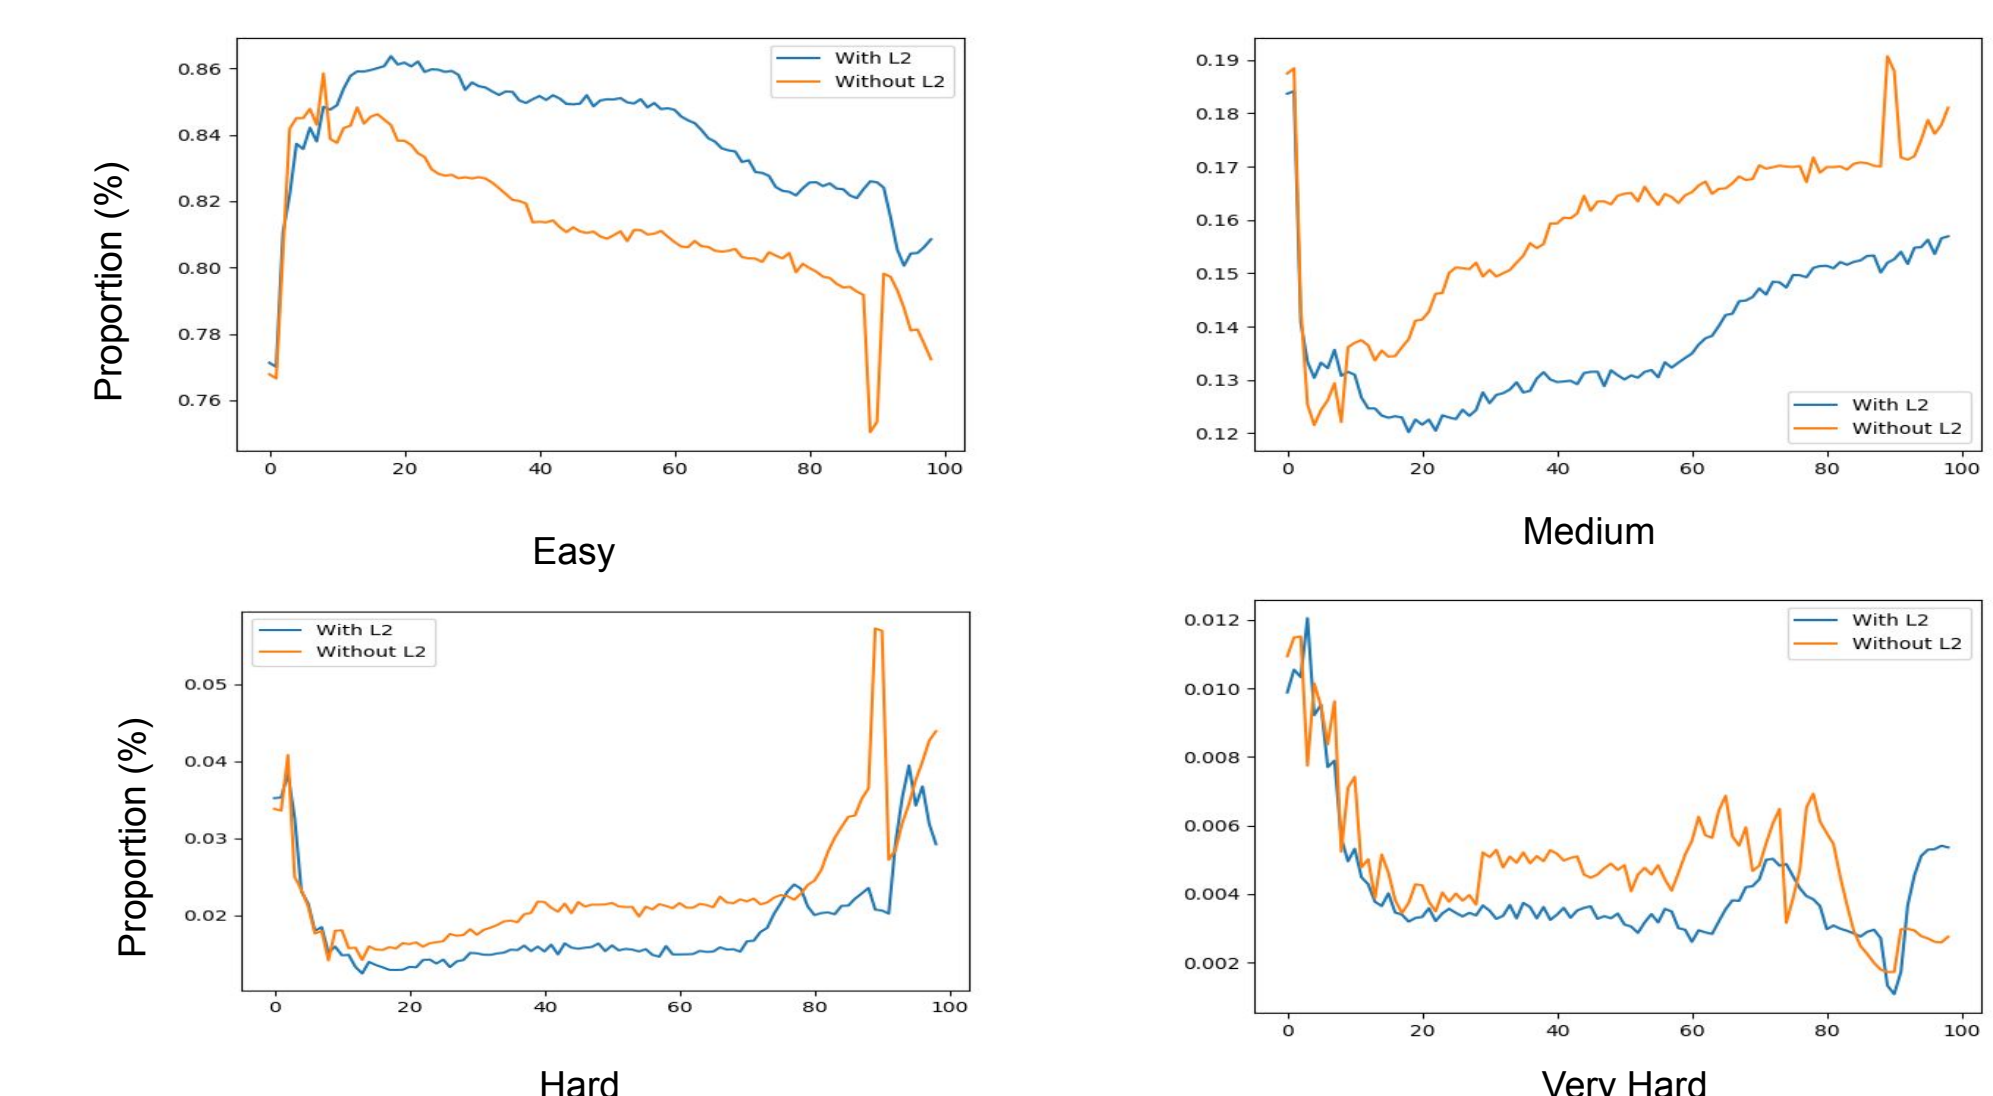 Proportion (%)
0.86
0.84
0.82
0.80
0.78
0.76
With L2
Without L2
0 20 40 60 80 100
Easy
0.19
0.18
0.17
0.16
0.15
0.14
0.13
0.12
With L2
Without L2
0 20 40 60 80 100
Medium
Proportion (%)
With L2
Without L2
0.05
0.04
0.03
0.02
0 20 40 60 80 100
Hard
0.012
0.010
0.008
0.006
0.004
0.002
With L2
Without L2
0 20 40 60 80 100
Very Hard